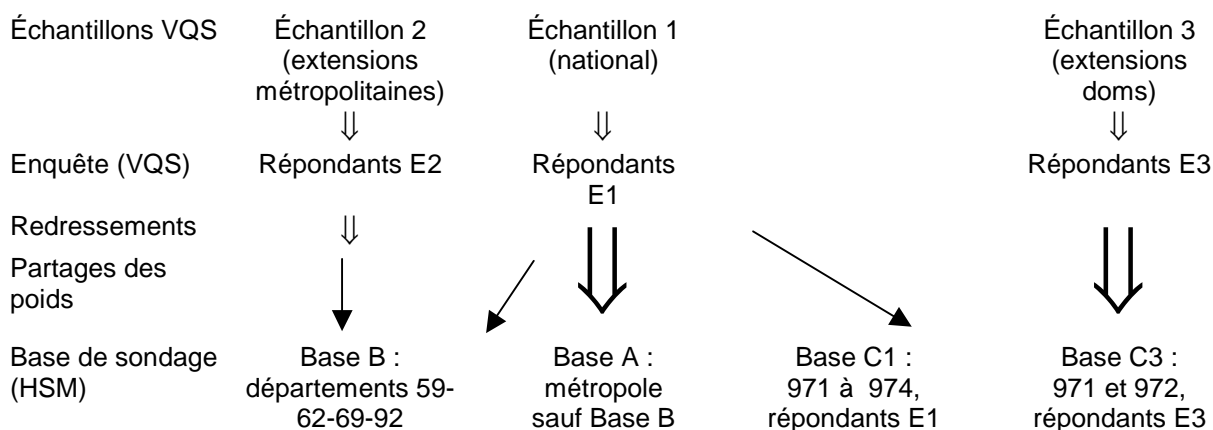 Échantillons VQS
Échantillon 2
(extensions
métropolitaines)
Échantillon 1
(national)
Échantillon 3
(extensions
doms)
Enquête (VQS)
Répondants E2
Répondants
E1
Répondants E3
Redressements
Partages des
poids
Base de sondage
(HSM)
Base B :
départements 59-
62-69-92
Base A :
métropole
sauf Base B
Base C1 :
971 à 974,
répondants E1
Base C3 :
971 et 972,
répondants E3